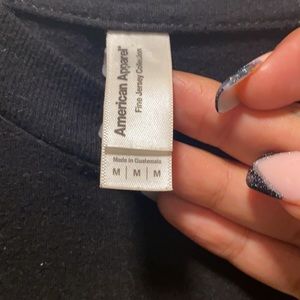 American Apparel®
Fine Jersey Collection
Made in Guatemala
M | M | M